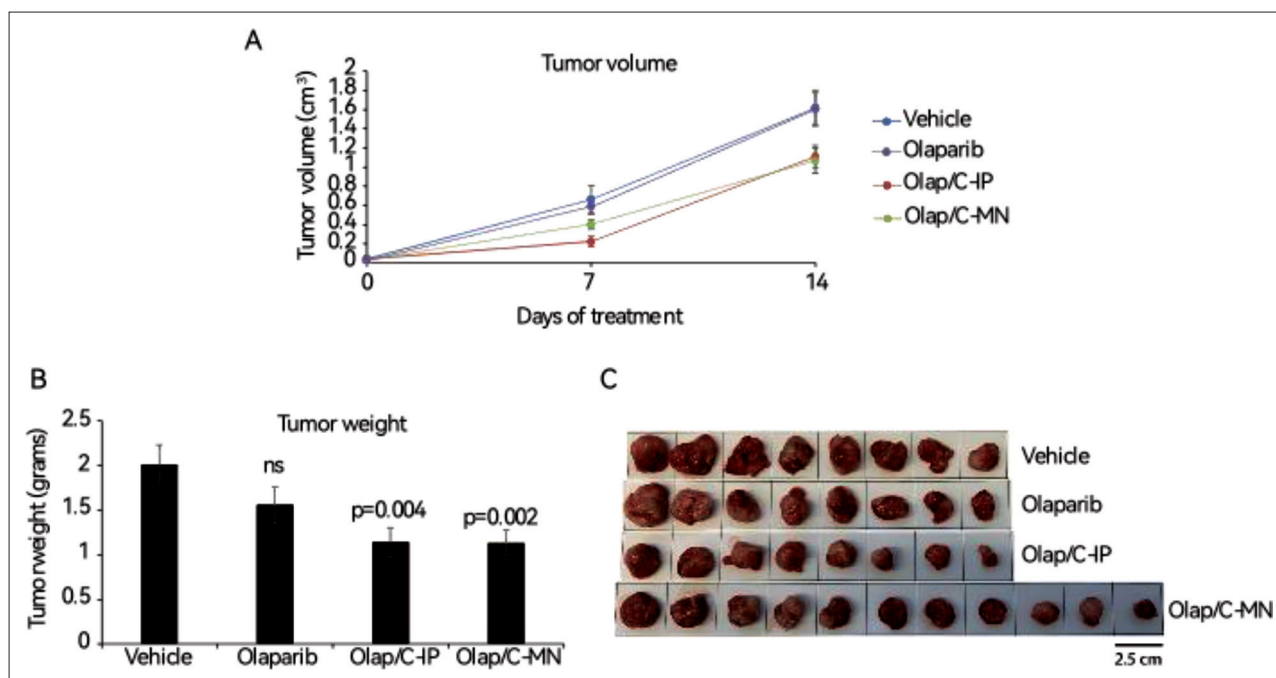 A
Tumor volume
Tumor volume (cm³)
2
1.8
1.6
1.4
1.2
1
0.8
0.6
0.4
0.2
0
0
7
14
Days of treatment
Vehicle
Olaparib
Olap/C-IP
Olap/C-MN
B
Tumor weight
Tumor weight (grams)
2.5
2
1.5
1
0.5
0
ns
p=0.004
p=0.002
Vehicle
Olaparib
Olap/C-IP
Olap/C-MN
C
Vehicle
Olaparib
Olap/C-IP
Olap/C-MN
2.5 cm